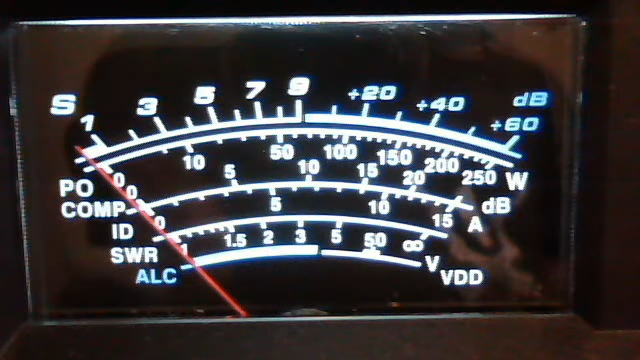 S 1 3 5 7 9 +20 +40 +60 dB
PO 0 10 50 100 150 200 250 W
COMP 0 5 10 15 20 dB
ID 0 5 10 15 A
SWR 1 1.5 2 3 5 ∞
ALC 50 V VDD